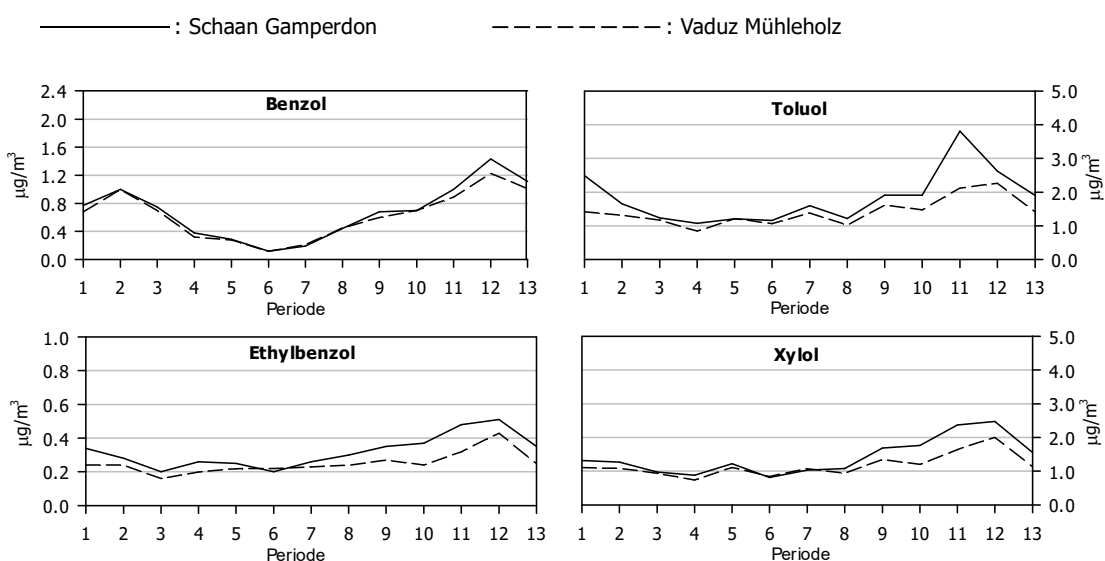 : Schaan Gamperdon : Vaduz Mühleholz
Benzol
2.4
2.0
1.6
1.2
0.8
0.4
0.0
µg/m³
1 2 3 4 5 6 7 8 9 10 11 12 13
Periode
Toluol
5.0
4.0
3.0
2.0
1.0
0.0
µg/m³
1 2 3 4 5 6 7 8 9 10 11 12 13
Periode
Ethylbenzol
1.0
0.8
0.6
0.4
0.2
0.0
µg/m³
1 2 3 4 5 6 7 8 9 10 11 12 13
Periode
Xylol
5.0
4.0
3.0
2.0
1.0
0.0
µg/m³
1 2 3 4 5 6 7 8 9 10 11 12 13
Periode